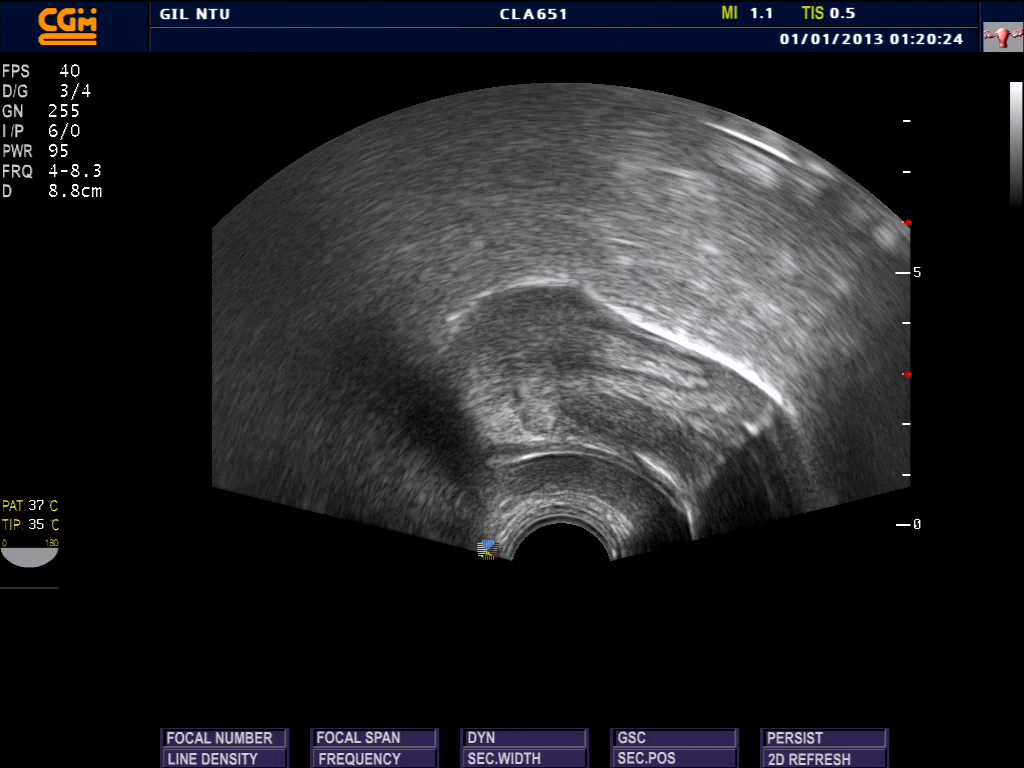 CGM
GIL NTU CLA651 MI 1.1 TIS 0.5
01/01/2013 01:20:24
FPS 40
D/G 3/4
GN 255
I/P 6/0
PWR 95
FRQ 4-8.3
D 8.8cm
5
PAT: 37 °C
TIP: 35 °C
0 180
0
FOCAL NUMBER FOCAL SPAN DYN GSC PERSIST
LINE DENSITY FREQUENCY SEC.WIDTH SEC.POS 2D REFRESH